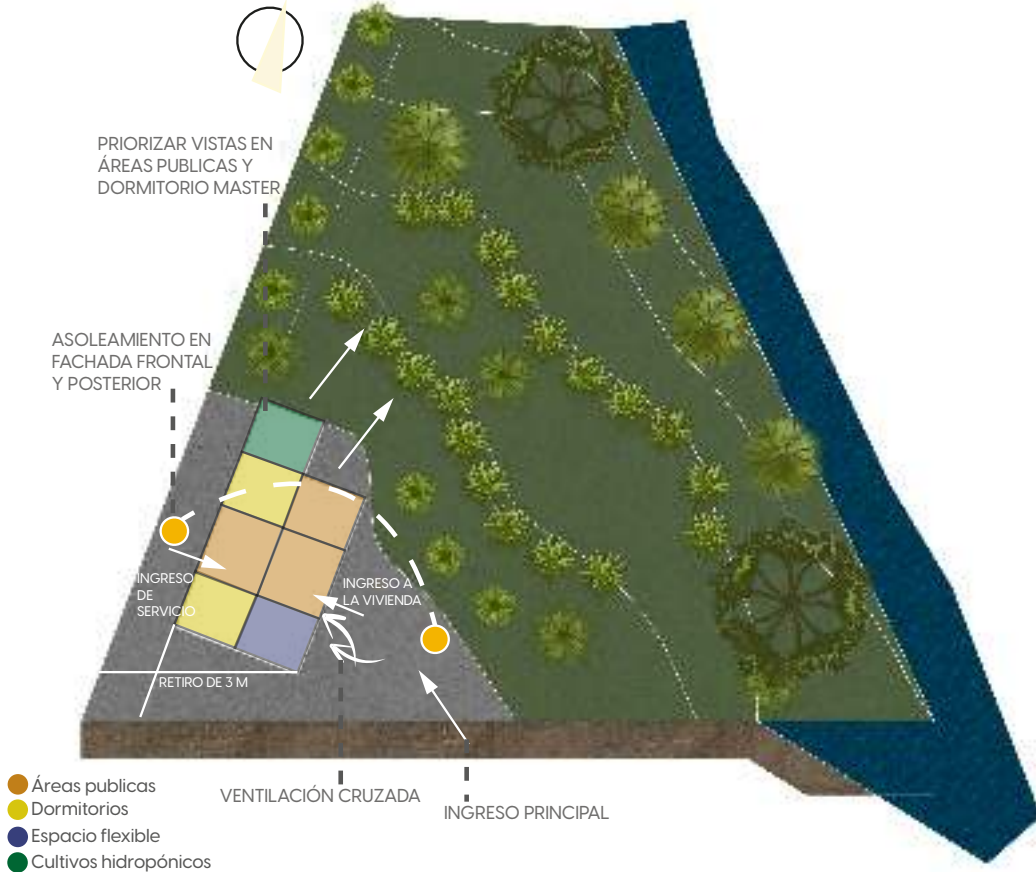 PRIORIZAR VISTAS EN
ÁREAS PUBLICAS Y
DORMITORIO MASTER
ASOLEAMIENTO EN
FACHADA FRONTAL
Y POSTERIOR
INGRESO
DE
SERVICIO
INGRESO A
LA VIVIENDA
RETIRO DE 3 M
VENTILACIÓN CRUZADA
INGRESO PRINCIPAL
Áreas publicas
Dormitorios
Espacio flexible
Cultivos hidropónicos